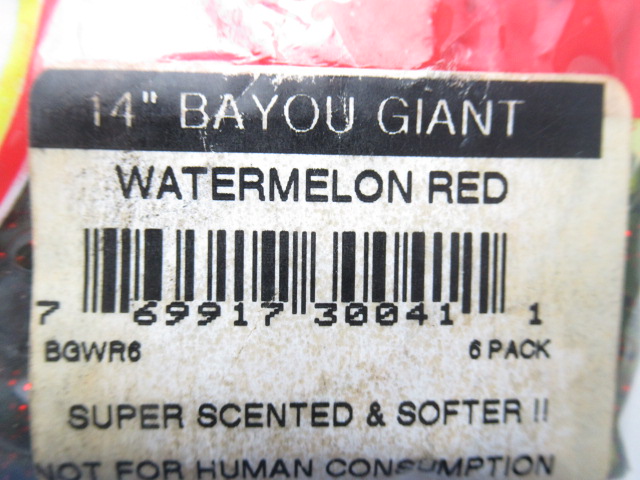 14" BAYOU GIANT
WATERMELON RED
7 69917 30041 1
BGWR6 6 PACK
SUPER SCENTED & SOFTER !!
NOT FOR HUMAN CONSUMPTION